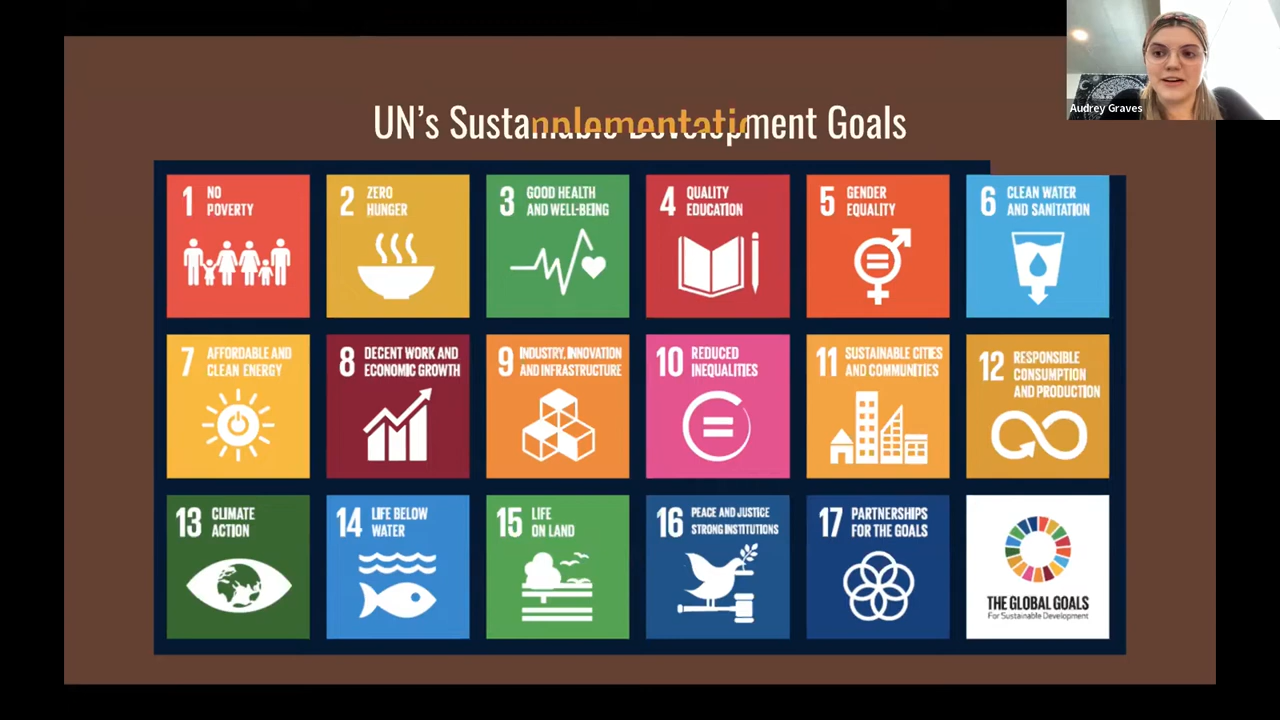 Audrey Graves
UN's Sustainable Development Goals
1 NO
POVERTY
2 ZERO
HUNGER
3 GOOD HEALTH
AND WELL-BEING
4 QUALITY
EDUCATION
5 GENDER
EQUALITY
6 CLEAN WATER
AND SANITATION
7 AFFORDABLE AND
CLEAN ENERGY
8 DECENT WORK AND
ECONOMIC GROWTH
9 INDUSTRY, INNOVATION
AND INFRASTRUCTURE
10 REDUCED
INEQUALITIES
11 SUSTAINABLE CITIES
AND COMMUNITIES
12 RESPONSIBLE
CONSUMPTION
AND PRODUCTION
13 CLIMATE
ACTION
14 LIFE BELOW
WATER
15 LIFE
ON LAND
16 PEACE AND JUSTICE
STRONG INSTITUTIONS
17 PARTNERSHIPS
FOR THE GOALS
THE GLOBAL GOALS
For Sustainable Development